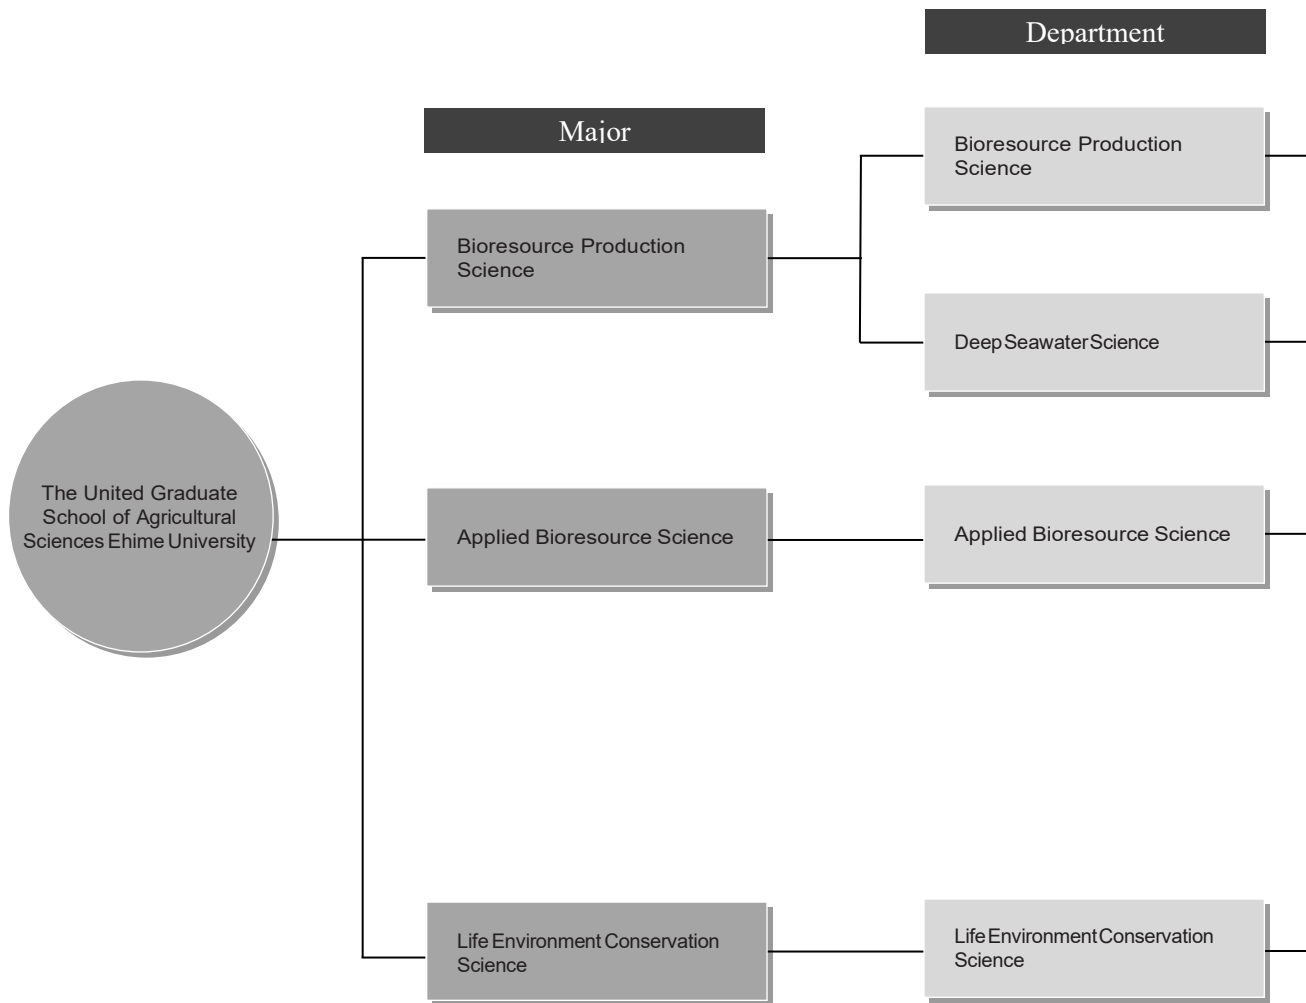 Department
Major
Bioresource Production
Science
Bioresource Production
Science
Deep Seawater Science
The United Graduate
School of Agricultural
Sciences Ehime University
Applied Bioresource Science
Applied Bioresource Science
Life Environment Conservation
Science
Life Environment Conservation
Science